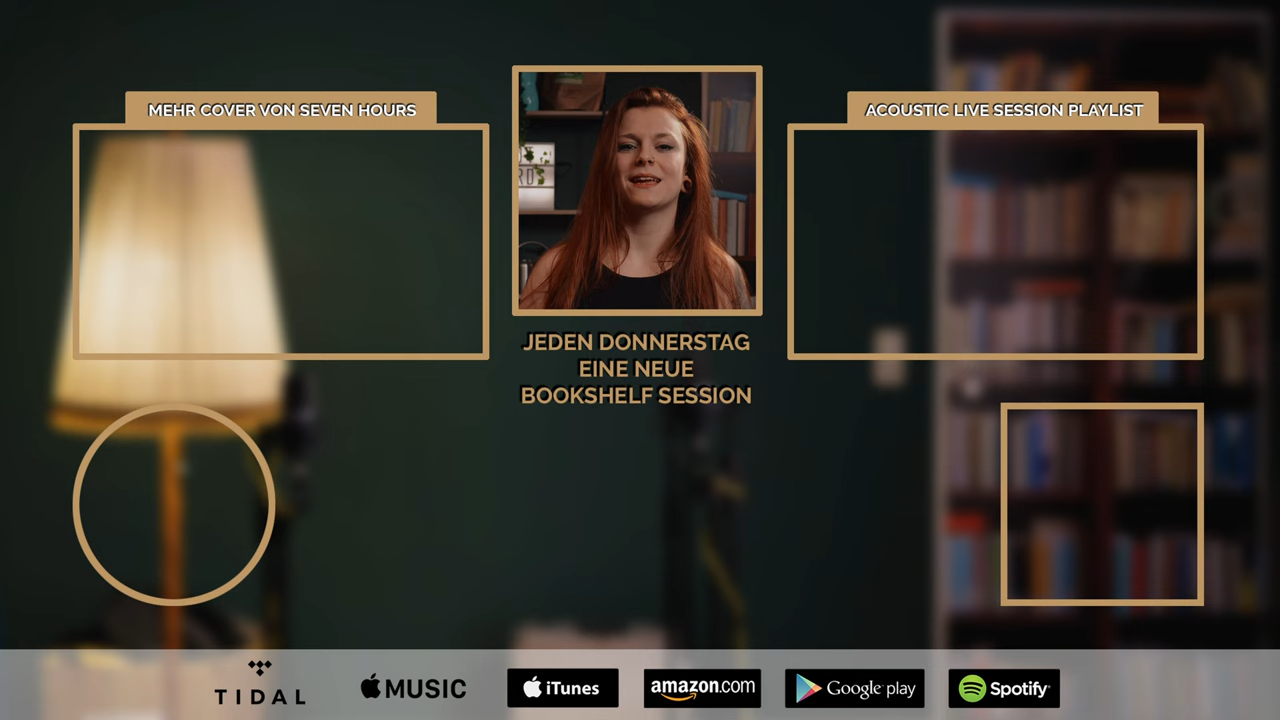 MEHR COVER VON SEVEN HOURS
ACOUSTIC LIVE SESSION PLAYLIST
JEDEN DONNERSTAG
EINE NEUE
BOOKSHELF SESSION
TIDAL
MUSIC
iTunes
amazon.com
Google play
Spotify